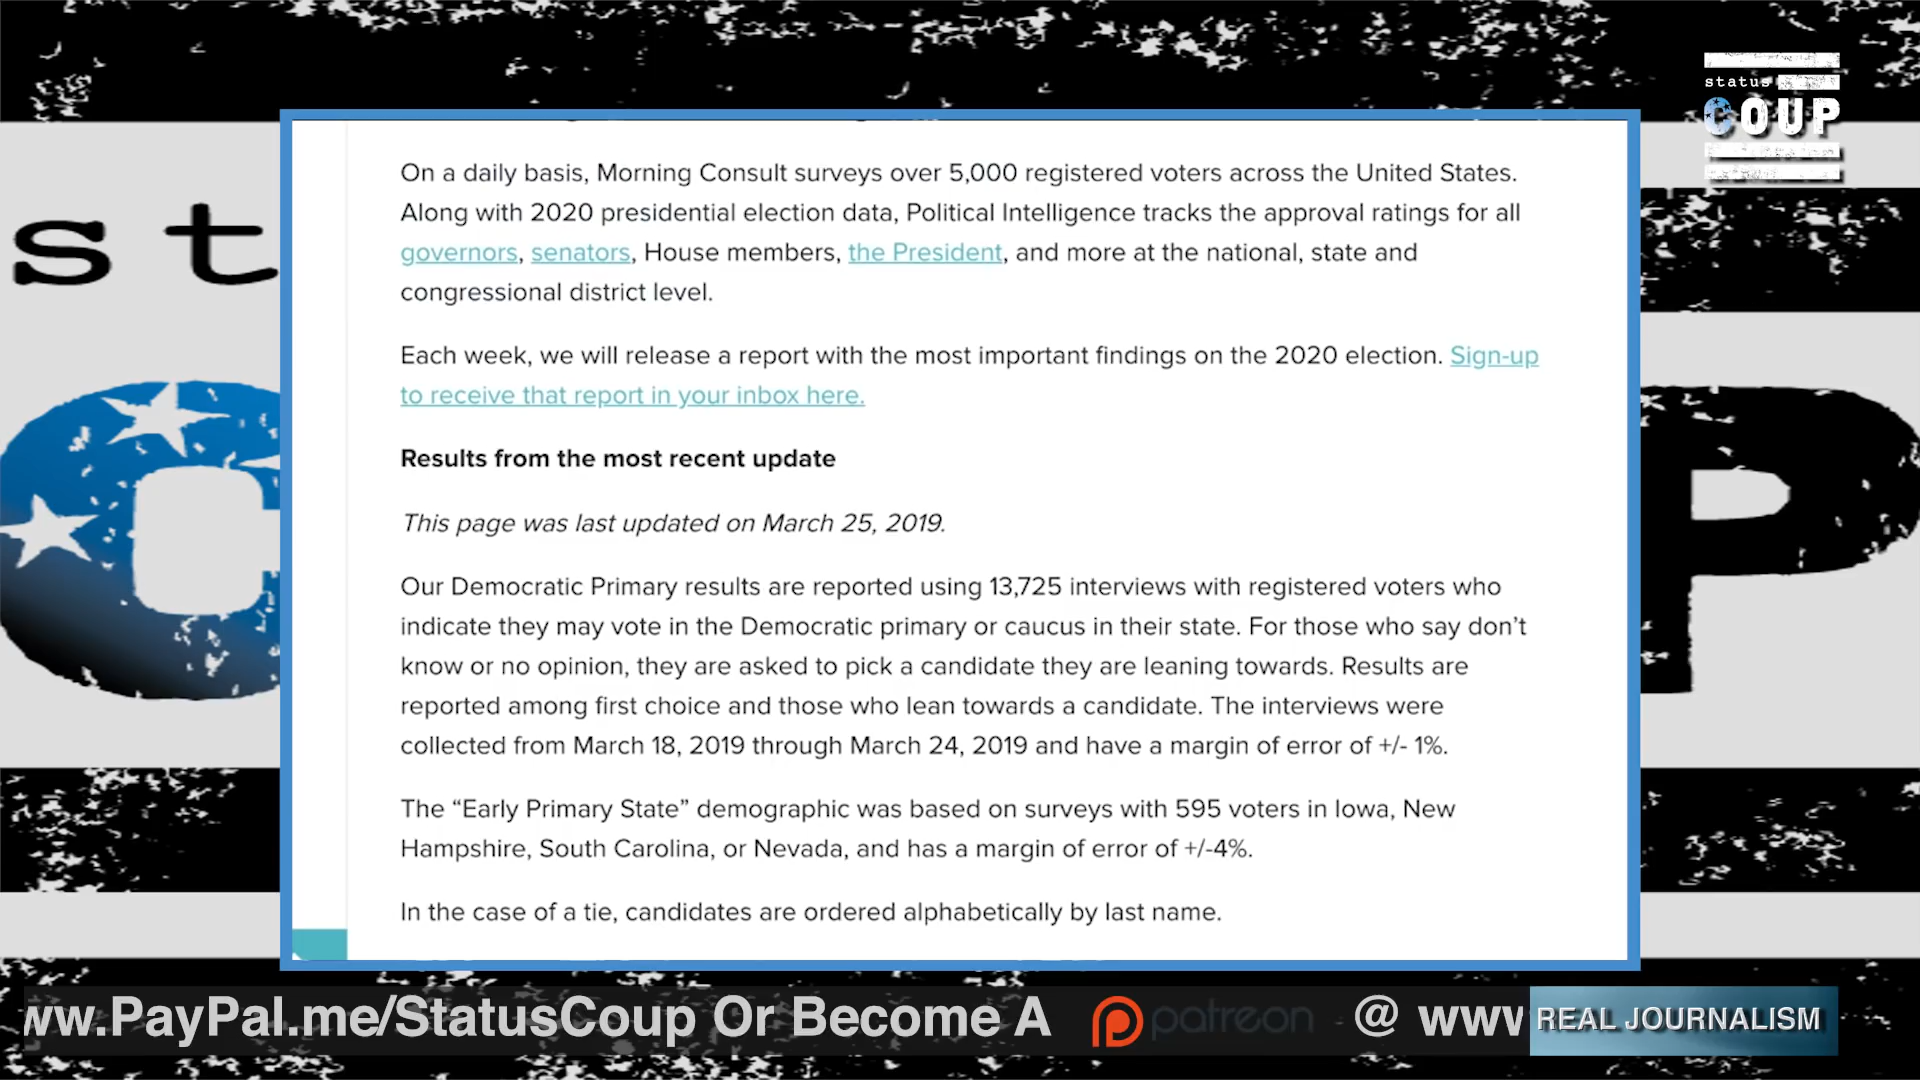 status
COUP
st
On a daily basis, Morning Consult surveys over 5,000 registered voters across the United States.
Along with 2020 presidential election data, Political Intelligence tracks the approval ratings for all
governors, senators, House members, the President, and more at the national, state and
congressional district level.
Each week, we will release a report with the most important findings on the 2020 election. Sign-up
to receive that report in your inbox here.
Results from the most recent update
This page was last updated on March 25, 2019.
Our Democratic Primary results are reported using 13,725 interviews with registered voters who
indicate they may vote in the Democratic primary or caucus in their state. For those who say don’t
know or no opinion, they are asked to pick a candidate they are leaning towards. Results are
reported among first choice and those who lean towards a candidate. The interviews were
collected from March 18, 2019 through March 24, 2019 and have a margin of error of +/- 1%.
The “Early Primary State” demographic was based on surveys with 595 voters in Iowa, New
Hampshire, South Carolina, or Nevada, and has a margin of error of +/-4%.
In the case of a tie, candidates are ordered alphabetically by last name.
C P
ww.PayPal.me/StatusCoup Or Become A patreon @ www REAL JOURNALISM